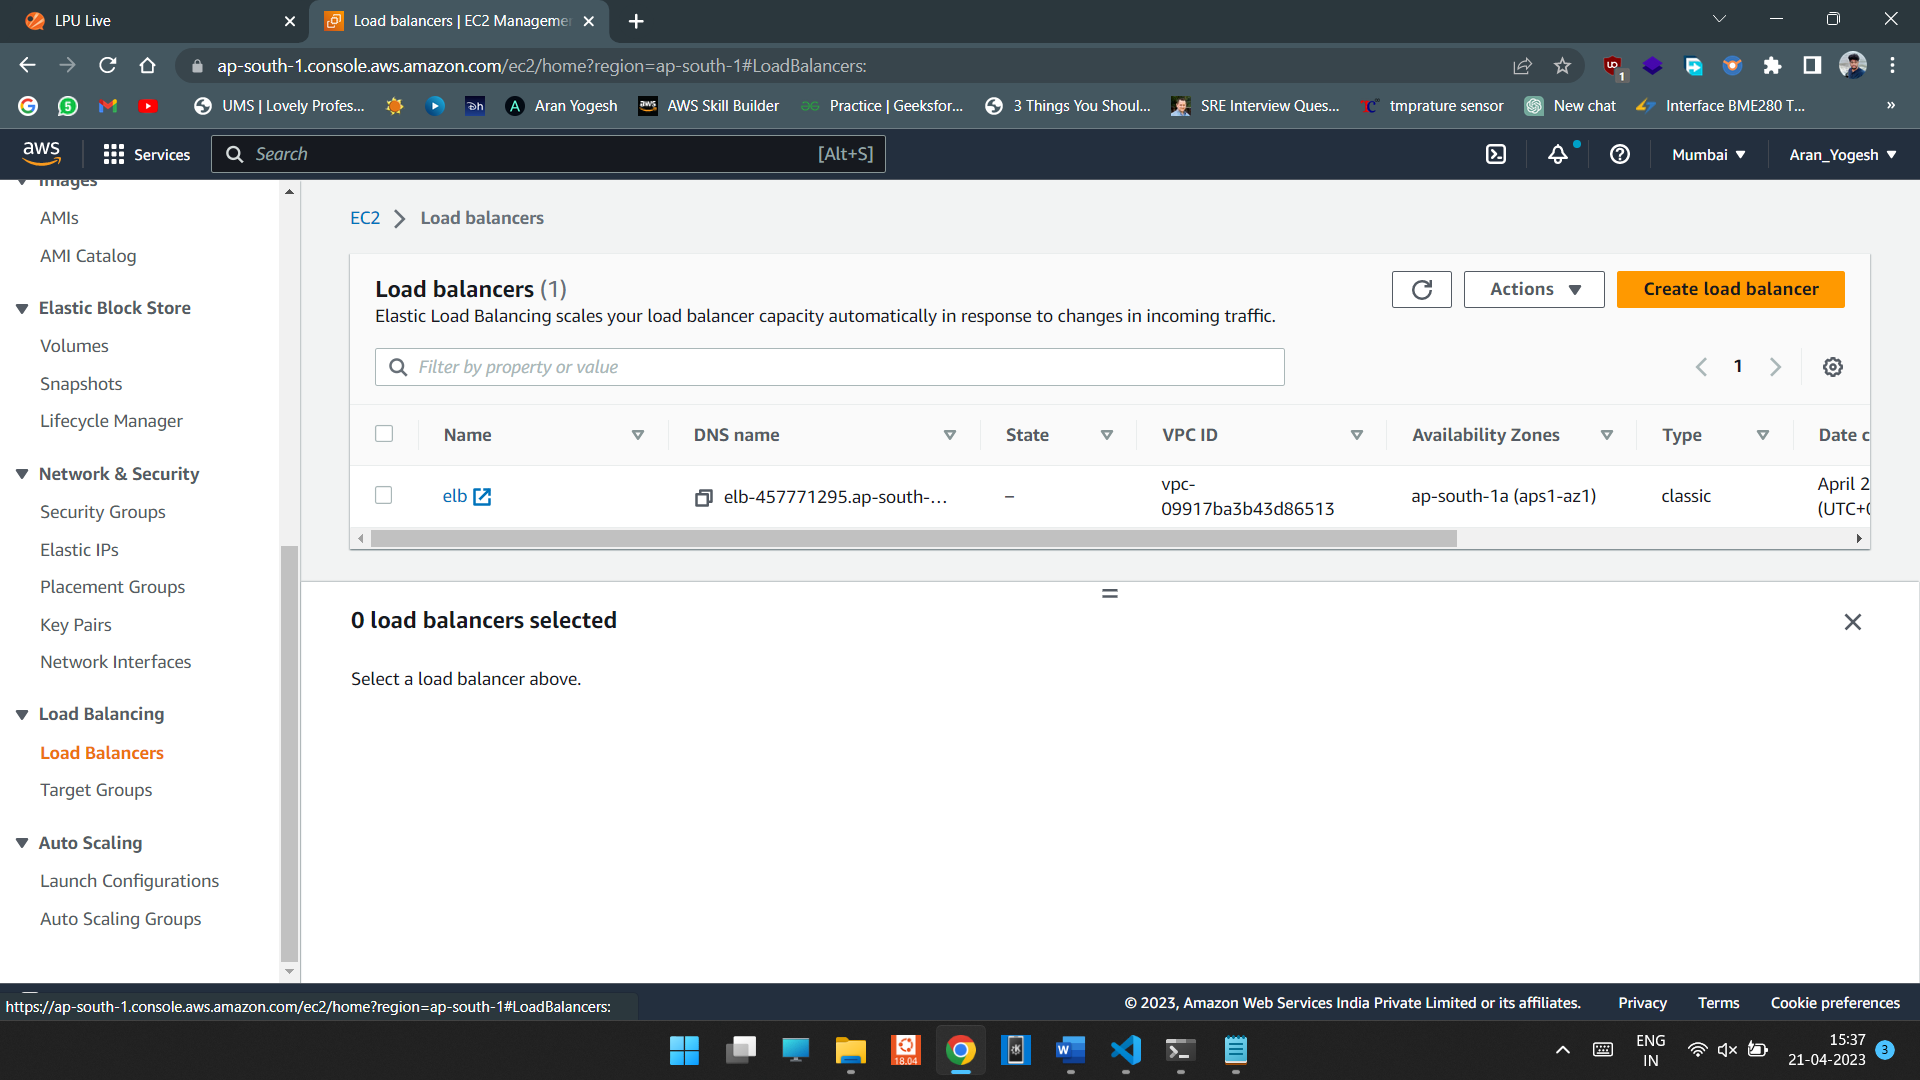 LPU Live
Load balancers | EC2 Manageme
ap-south-1.console.aws.amazon.com/ec2/home?region=ap-south-1#LoadBalancers:
1
5
UMS | Lovely Profes...
Dh
A
Aran Yogesh
aws
AWS Skill Builder
Practice | Geeksfor...
3 Things You Shoul...
SRE Interview Ques...
tmprature sensor
New chat
Interface BME280 T...
»
aws
Services
Search
[Alt+S]
Mumbai
Aran_Yogesh
Images
AMIs
AMI Catalog
Elastic Block Store
Volumes
Snapshots
Lifecycle Manager
Network & Security
Security Groups
Elastic IPs
Placement Groups
Key Pairs
Network Interfaces
Load Balancing
Load Balancers
Target Groups
Auto Scaling
Launch Configurations
Auto Scaling Groups
EC2
Load balancers
Load balancers (1)
Actions
Create load balancer
Elastic Load Balancing scales your load balancer capacity automatically in response to changes in incoming traffic.
Filter by property or value
1
Name
DNS name
State
VPC ID
Availability Zones
Type
Date c
elb
elb-457771295.ap-south-...
–
vpc-
09917ba3b43d86513
ap-south-1a (aps1-az1)
classic
April 2
(UTC+0
0 load balancers selected
Select a load balancer above.
https://ap-south-1.console.aws.amazon.com/ec2/home?region=ap-south-1#LoadBalancers:
© 2023, Amazon Web Services India Private Limited or its affiliates.
Privacy
Terms
Cookie preferences
18.04
W
ENG
IN
15:37
21-04-2023
3